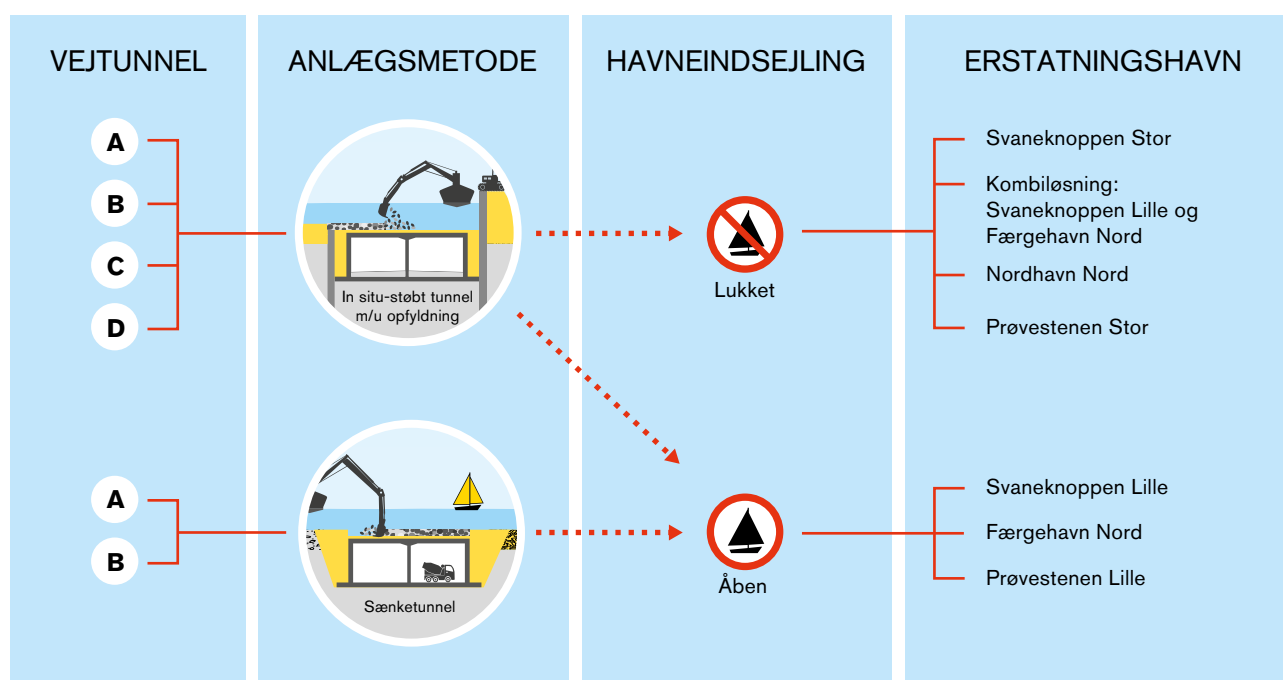 VEJTUNNEL
A
B
C
D
A
B
ANLÆGSMETODE
In situ-støbt tunnel
m/u opfyldning
Sænketunnel
HAVNEINDSEJLING
Lukket
Åben
ERSTATNINGSHAVN
Svaneknoppen Stor
Kombiløsning:
Svaneknoppen Lille og
Færgehavn Nord
Nordhavn Nord
Prøvestenen Stor
Svaneknoppen Lille
Færgehavn Nord
Prøvestenen Lille